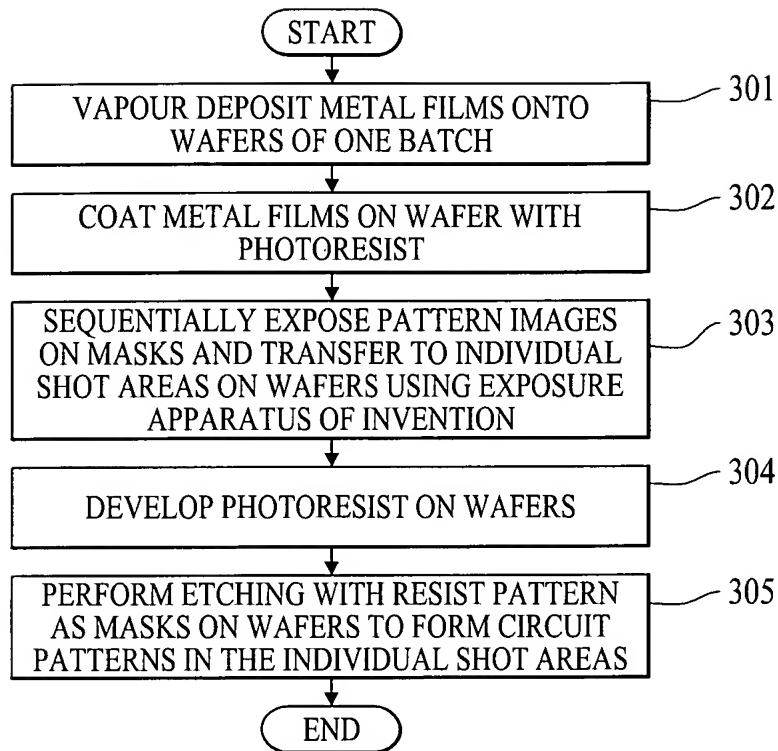 START
VAPOUR DEPOSIT METAL FILMS ONTO
WAFERS OF ONE BATCH
301
COAT METAL FILMS ON WAFER WITH
PHOTORESIST
302
SEQUENTIALLY EXPOSE PATTERN IMAGES
ON MASKS AND TRANSFER TO INDIVIDUAL
SHOT AREAS ON WAFERS USING EXPOSURE
APPARATUS OF INVENTION
303
DEVELOP PHOTORESIST ON WAFERS
304
PERFORM ETCHING WITH RESIST PATTERN
AS MASKS ON WAFERS TO FORM CIRCUIT
PATTERNS IN THE INDIVIDUAL SHOT AREAS
305
END